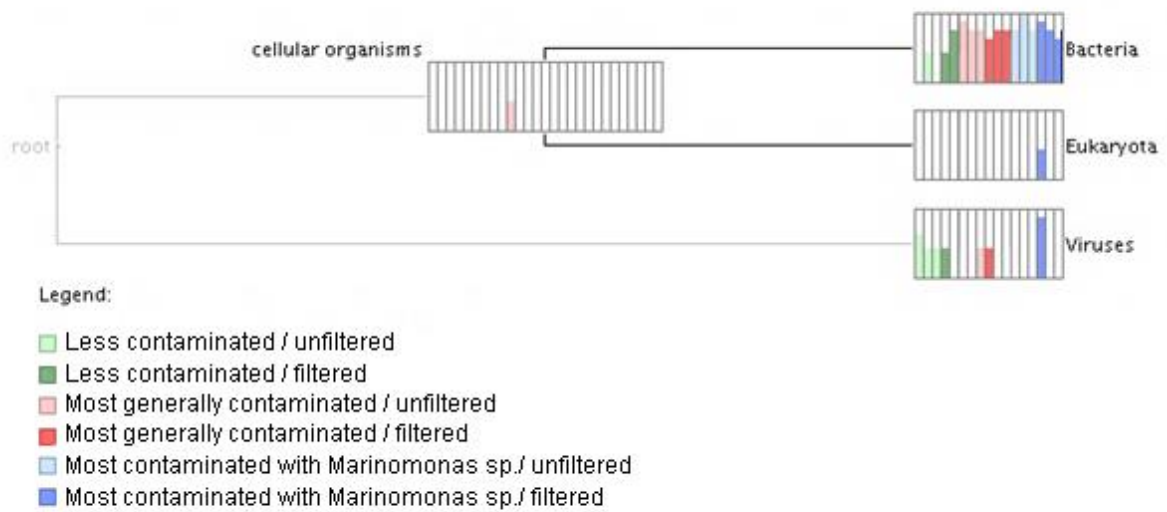 cellular organisms
Bacteria
root
Eukaryota
Viruses
Legend:
Less contaminated / unfiltered
Less contaminated / filtered
Most generally contaminated / unfiltered
Most generally contaminated / filtered
Most contaminated with Marinomonas sp./ unfiltered
Most contaminated with Marinomonas sp./ filtered